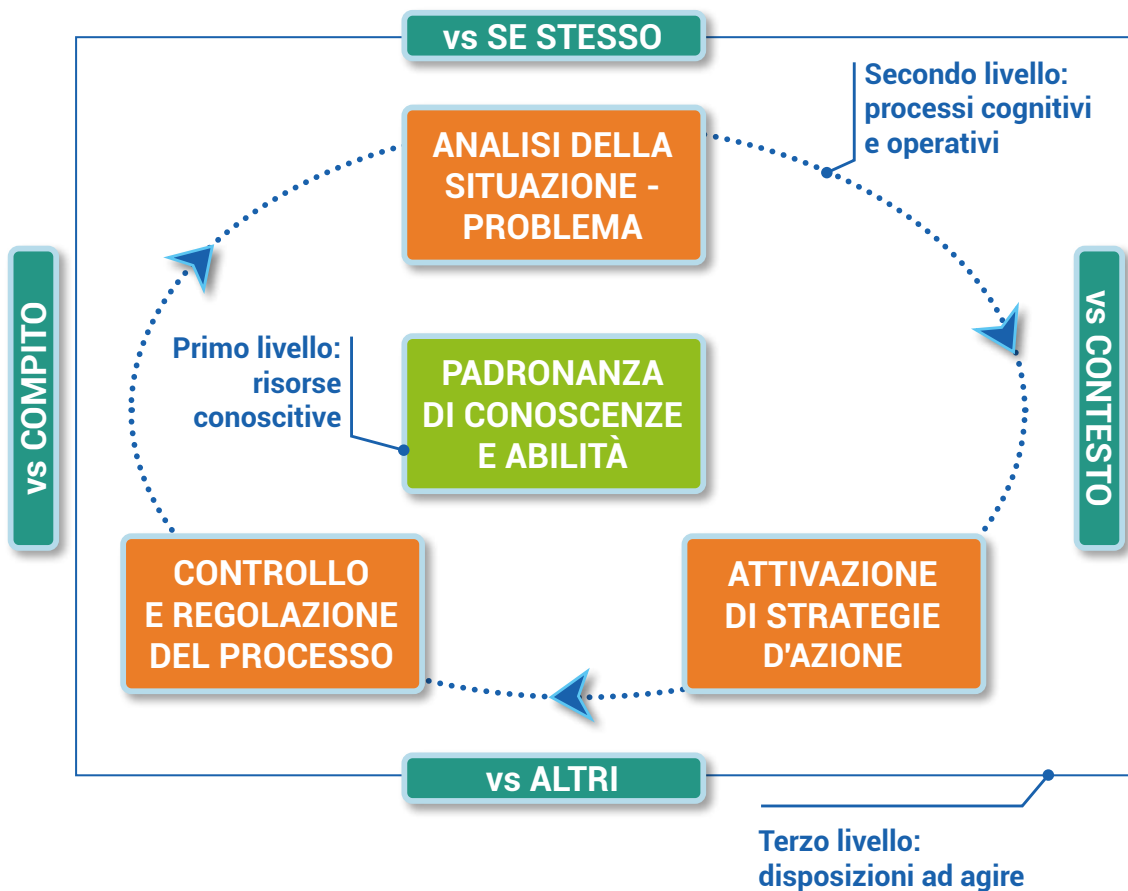 vs SE STESSO
Secondo livello:
processi cognitivi
e operativi
ANALISI DELLA
SITUAZIONE -
PROBLEMA
vs COMPITO
vs CONTESTO
Primo livello:
risorse
conoscitive
PADRONANZA
DI CONOSCENZE
E ABILITÀ
CONTROLLO
E REGOLAZIONE
DEL PROCESSO
ATTIVAZIONE
DI STRATEGIE
D'AZIONE
vs ALTRI
Terzo livello:
disposizioni ad agire